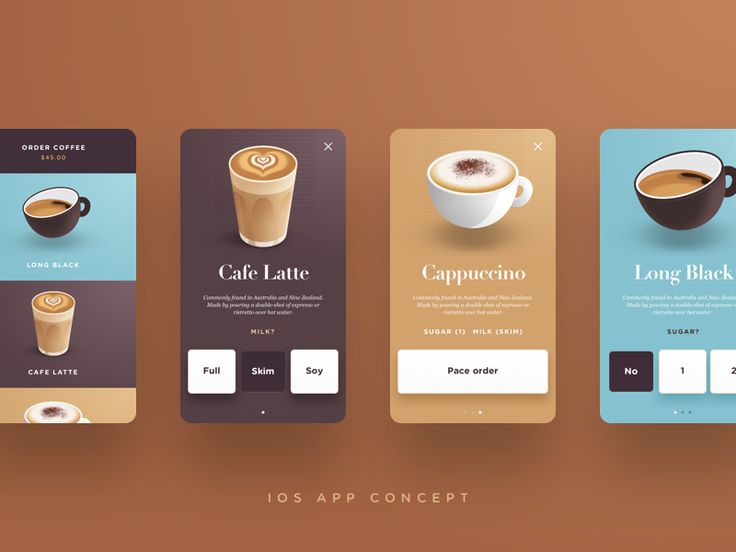 ORDER COFFEE
$45.00
LONG BLACK
CAFE LATTE
Cafe Latte
Commonly found in Australia and New Zealand.
Made by pouring a double-shot of espresso or
ristretto over hot water.
MILK?
Full
Skim
Soy
Cappuccino
Commonly found in Australia and New Zealand.
Made by pouring a double-shot of espresso or
ristretto over hot water.
SUGAR (1) MILK (SKIM)
Pace order
Long Black
Commonly found in Australia and New Zealand.
Made by pouring a double-shot of espresso or
ristretto over hot water.
SUGAR?
No
1
2
IOS APP CONCEPT